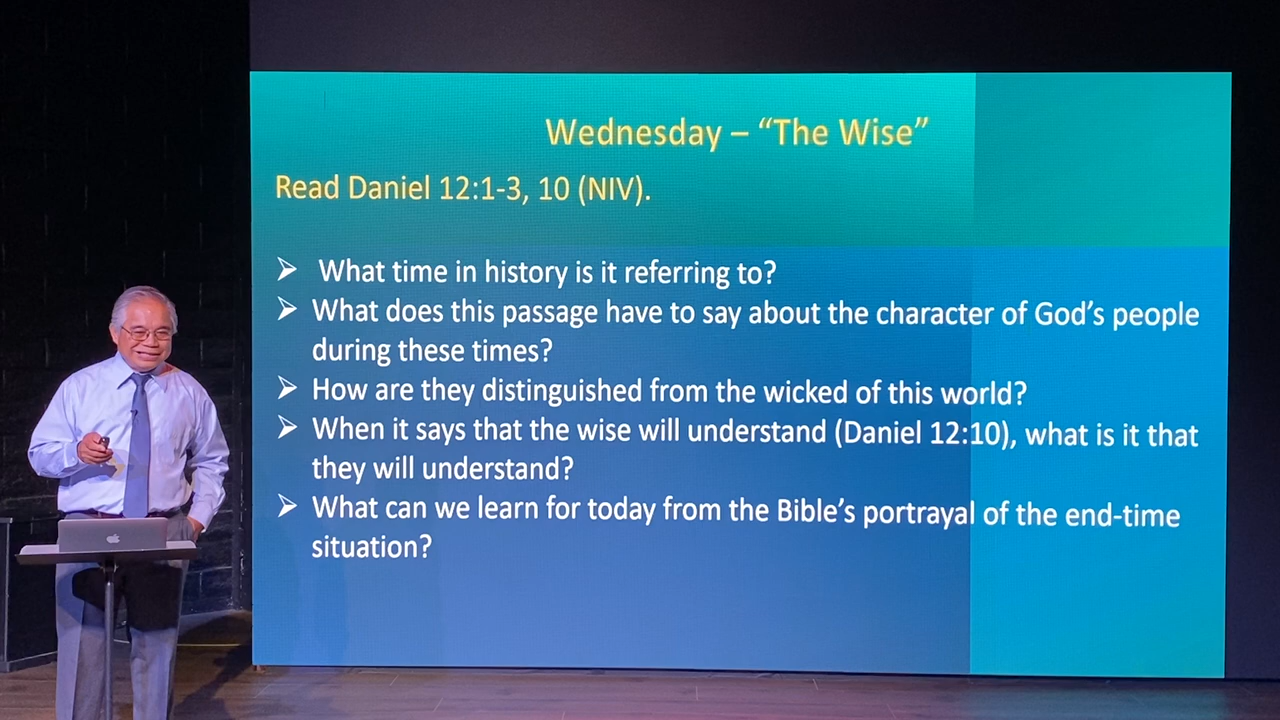 Wednesday – “The Wise”
Read Daniel 12:1-3, 10 (NIV).
➢ What time in history is it referring to?
➢ What does this passage have to say about the character of God’s people
during these times?
➢ How are they distinguished from the wicked of this world?
➢ When it says that the wise will understand (Daniel 12:10), what is it that
they will understand?
➢ What can we learn for today from the Bible’s portrayal of the end-time
situation?